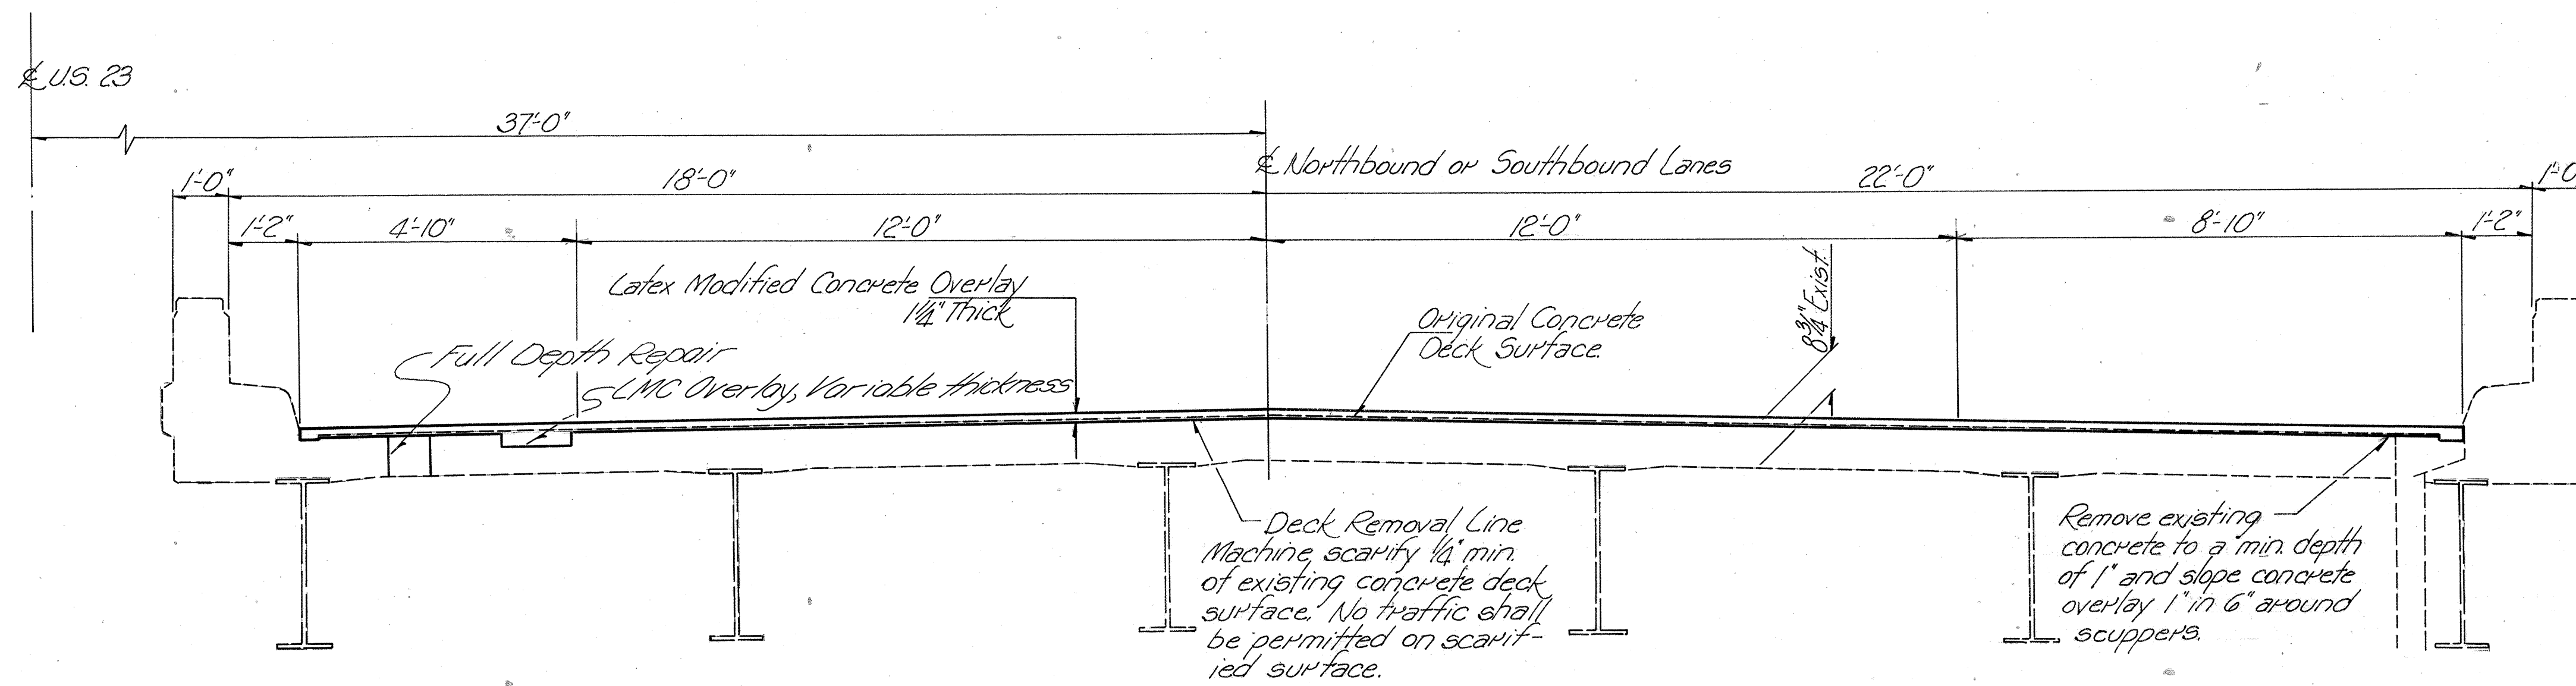 ℄ U.S. 23
37'-0"
℄ Northbound or Southbound Lanes
1'-0"
18'-0"
22'-0"
1'-0
1'-2"
4'-10"
12'-0"
12'-0"
8'-10"
1'-2"
Latex Modified Concrete Overlay
1¼" Thick
8¾" Exist.
Original Concrete
Deck Surface.
Full Depth Repair
LMC Overlay, Variable thickness
Deck Removal Line
Machine scarify ¼" min.
of existing concrete deck
surface. No traffic shall
be permitted on scarif-
ied surface.
Remove existing
concrete to a min. depth
of 1" and slope concrete
overlay 1" in 6" around
scuppers.